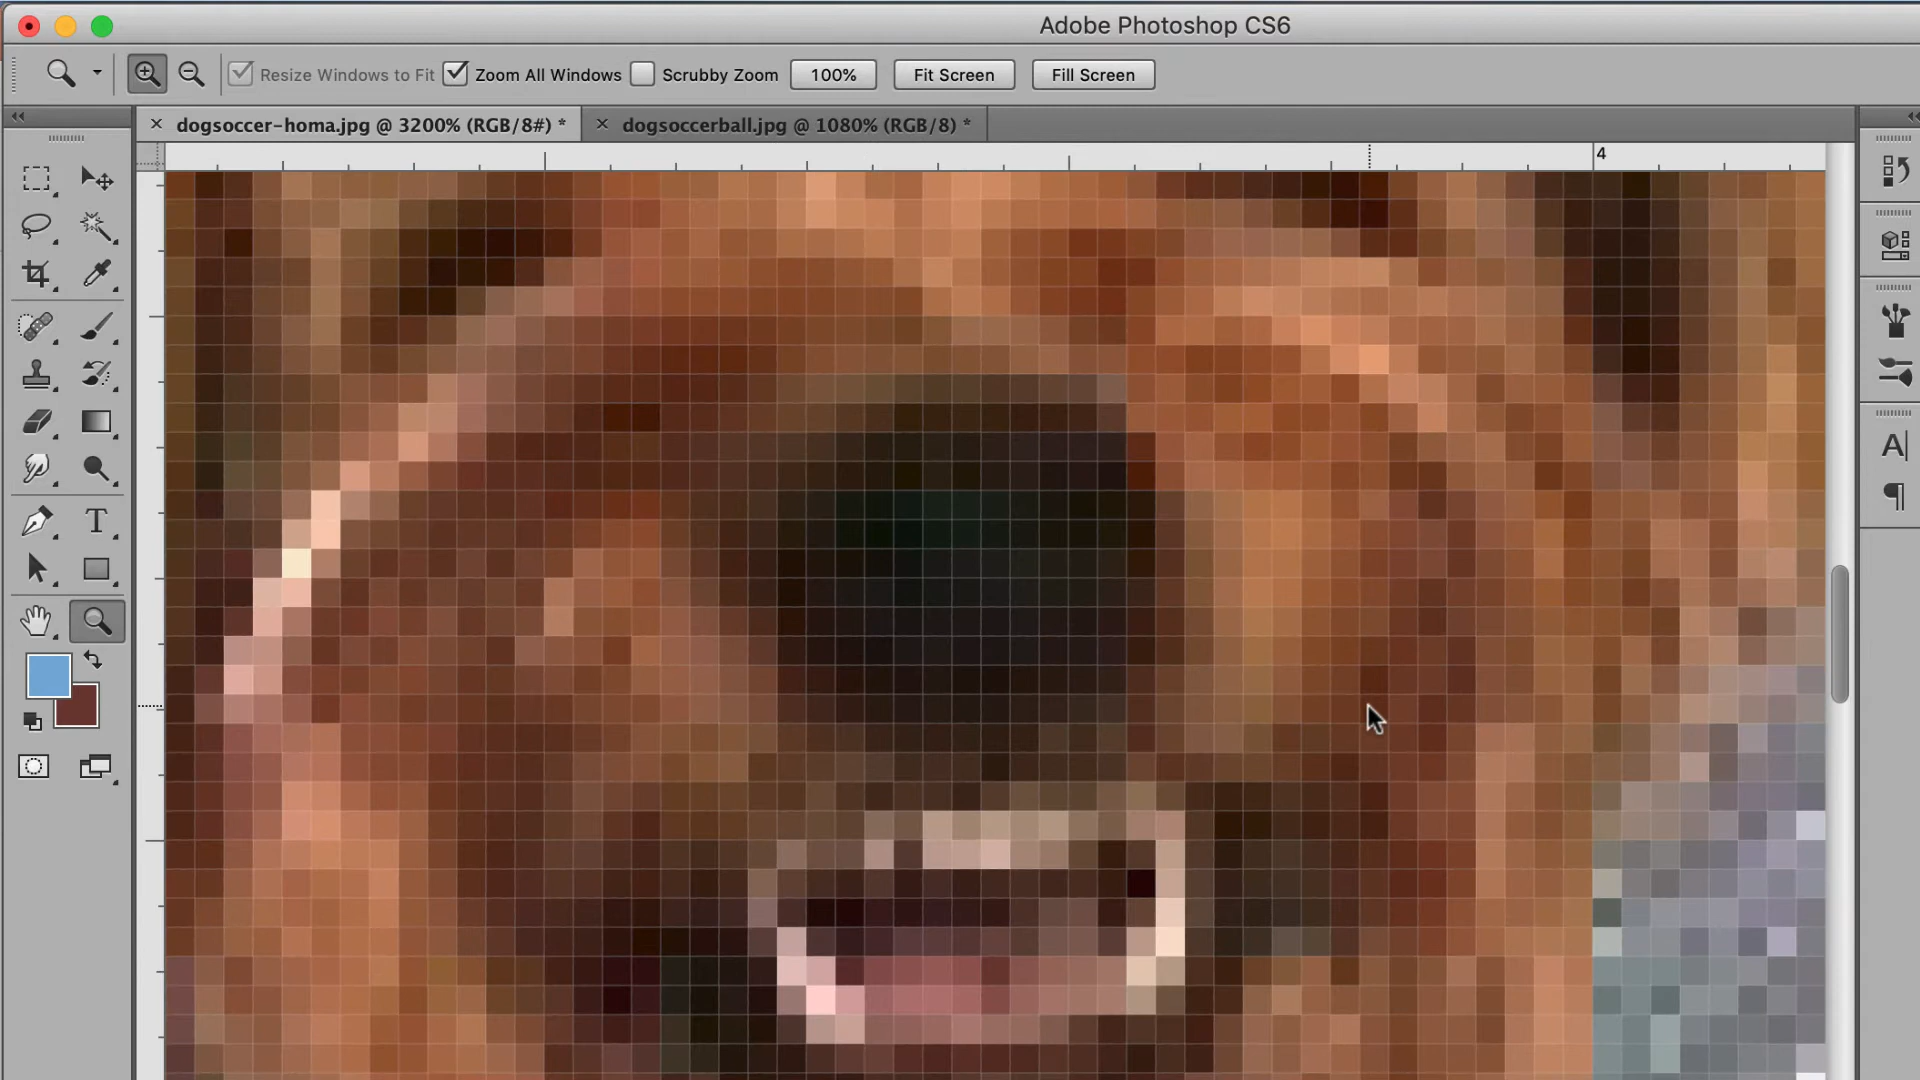 Adobe Photoshop CS6
Resize Windows to Fit Zoom All Windows Scrubby Zoom 100% Fit Screen Fill Screen
dogsoccer-homa.jpg @ 3200% (RGB/8#) * dogsoccerball.jpg @ 1080% (RGB/8) *
4